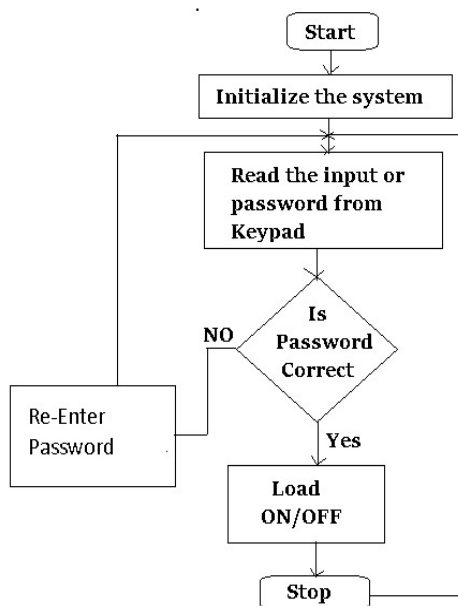 Start
Initialize the system
Read the input or
password from
Keypad
Is
Password
Correct
NO
Re-Enter
Password
Yes
Load
ON/OFF
Stop